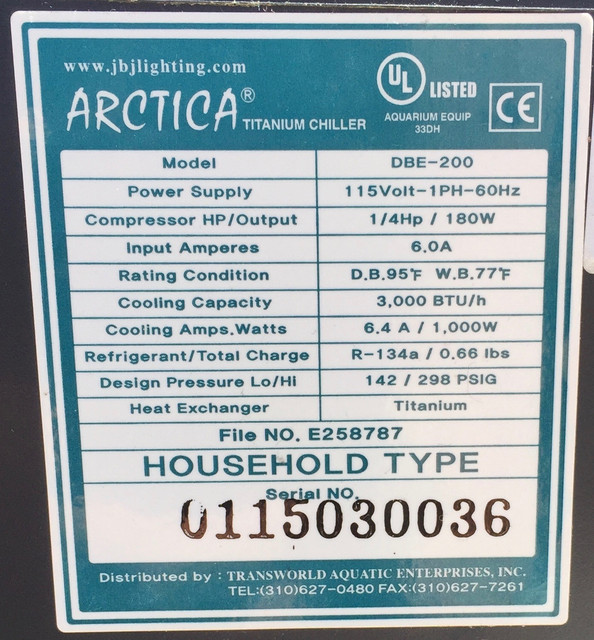 www.jbjlighting.com
ARCTICA® TITANIUM CHILLER
UL LISTED
AQUARIUM EQUIP
33DH
CE
Model DBE-200
Power Supply 115Volt-1PH-60Hz
Compressor HP/Output 1/4Hp / 180W
Input Amperes 6.0A
Rating Condition D.B.95℉ W.B.77℉
Cooling Capacity 3,000 BTU/h
Cooling Amps.Watts 6.4 A / 1,000W
Refrigerant/Total Charge R-134a / 0.66 lbs
Design Pressure Lo/Hi 142 / 298 PSIG
Heat Exchanger Titanium
File NO. E258787
HOUSEHOLD TYPE
Serial NO.
0115030036
Distributed by : TRANSWORLD AQUATIC ENTERPRISES, INC.
TEL:(310)627-0480 FAX:(310)627-7261